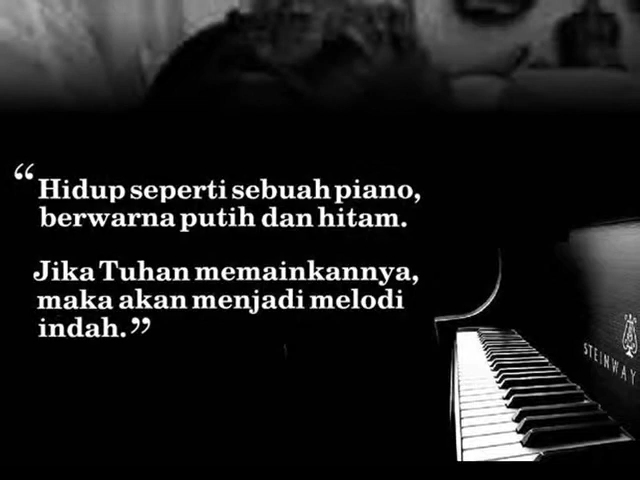 “Hidup seperti sebuah piano,
berwarna putih dan hitam.
Jika Tuhan memainkannya,
maka akan menjadi melodi
indah.”
STEINWAY